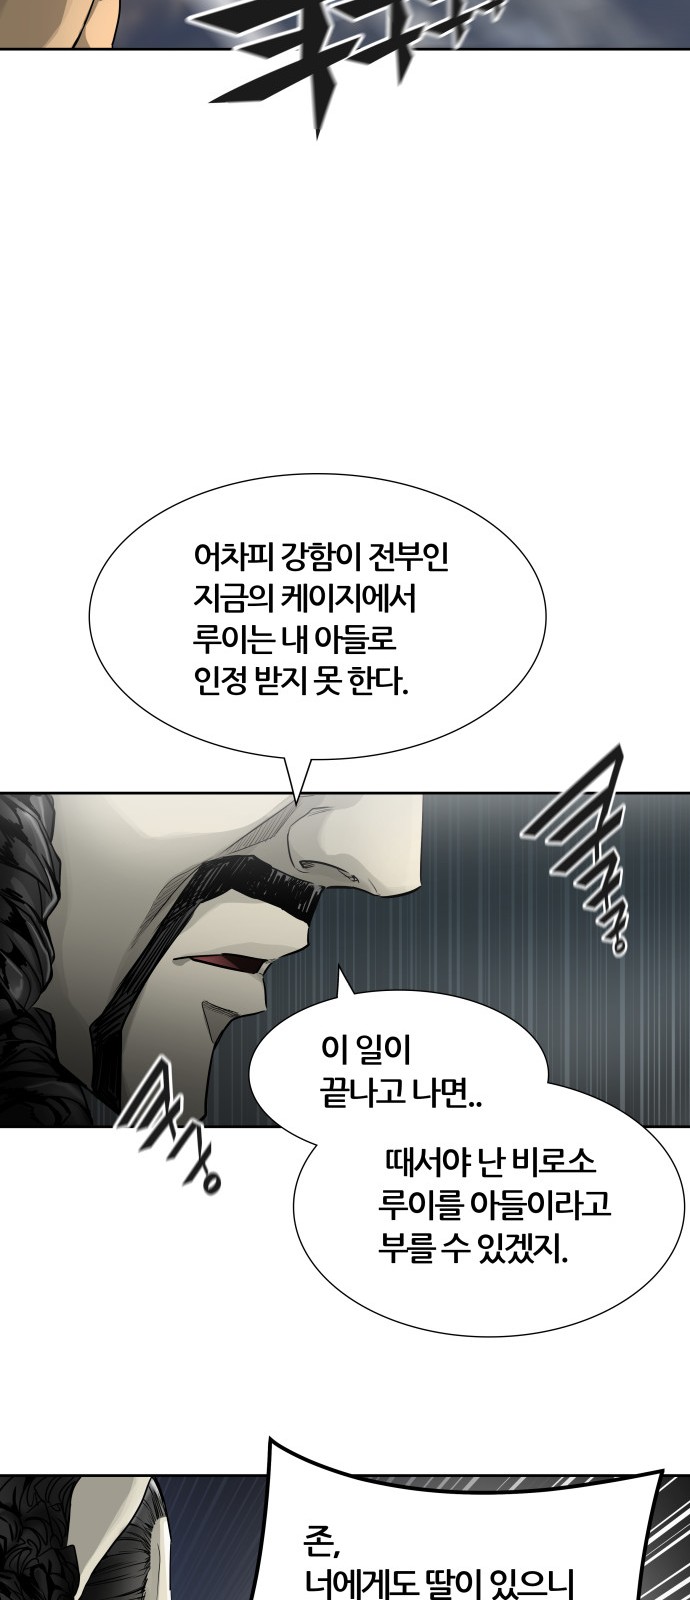 어차피 강함이 전부인
지금의 케이지에서
루이는 내 아들로
인정 받지 못 한다.
쿠구궁
이 일이
끝나고 나면..
때서야 난 비로소
루이를 아들이라고
부를 수 있겠지.
존,
너에게도 딸이 있으니